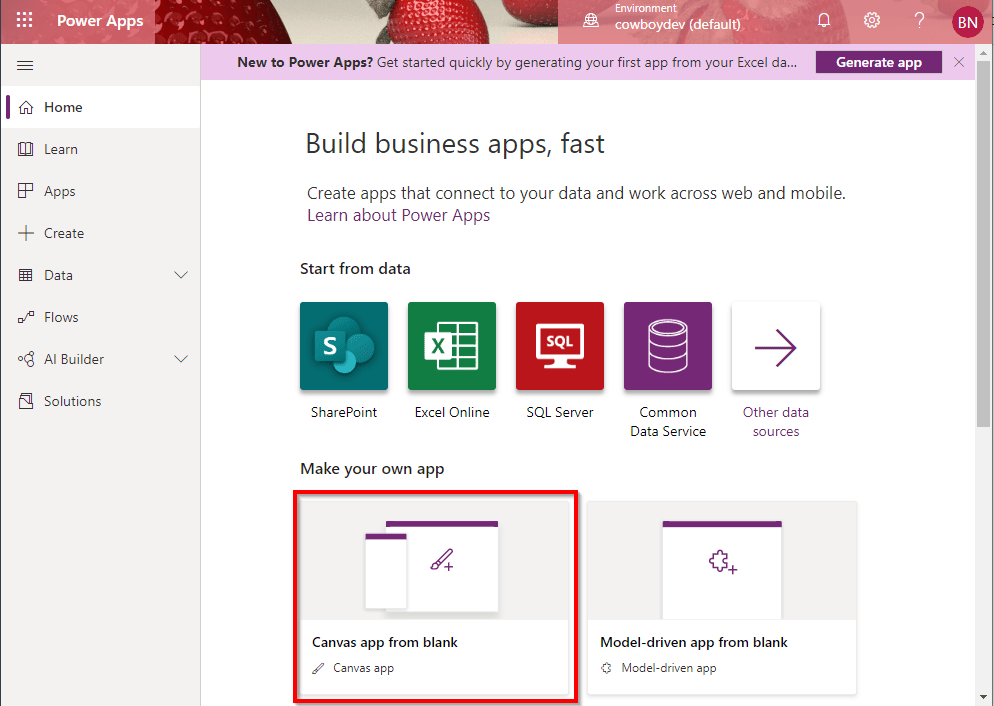 Power Apps
Environment
cowboydev (default)
?
BN
New to Power Apps? Get started quickly by generating your first app from your Excel da...
Generate app
Home
Learn
Apps
Create
Data
Flows
AI Builder
Solutions
Build business apps, fast
Create apps that connect to your data and work across web and mobile.
Learn about Power Apps
Start from data
S
X
SQL
SharePoint
Excel Online
SQL Server
Common
Data Service
Other data
sources
Make your own app
Canvas app from blank
Canvas app
Model-driven app from blank
Model-driven app